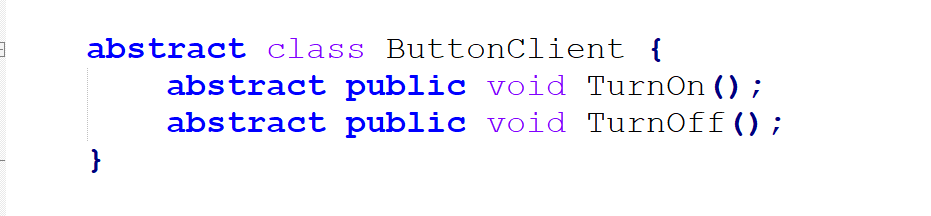 abstract class ButtonClient {
    abstract public void TurnOn();
    abstract public void TurnOff();
}